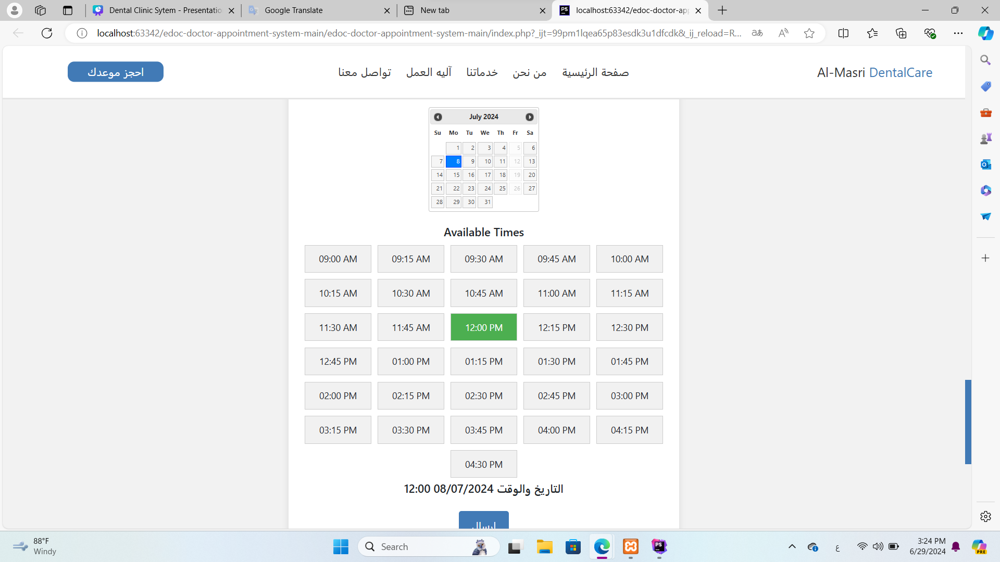 Dental Clinic Sytem - Presentatio
Google Translate
New tab
PS localhost:63342/edoc-doctor-ap
localhost:63342/edoc-doctor-appointment-system-main/edoc-doctor-appointment-system-main/index.php?_ijt=99pm1lqea65p83esdk3u1dfcdk&_ij_reload=R...
احجز موعدك
صفحة الرئيسية من نحن خدماتنا آليه العمل تواصل معنا
Al-Masri DentalCare
July 2024
Su Mo Tu We Th Fr Sa
1 2 3 4 5 6
7 8 9 10 11 12 13
14 15 16 17 18 19 20
21 22 23 24 25 26 27
28 29 30 31
Available Times
09:00 AM 09:15 AM 09:30 AM 09:45 AM 10:00 AM
10:15 AM 10:30 AM 10:45 AM 11:00 AM 11:15 AM
11:30 AM 11:45 AM 12:00 PM 12:15 PM 12:30 PM
12:45 PM 01:00 PM 01:15 PM 01:30 PM 01:45 PM
02:00 PM 02:15 PM 02:30 PM 02:45 PM 03:00 PM
03:15 PM 03:30 PM 03:45 PM 04:00 PM 04:15 PM
04:30 PM
التاريخ والوقت 08/07/2024 12:00
ارسال
88°F
Windy
Search
PS
ع
3:24 PM
6/29/2024
PRE